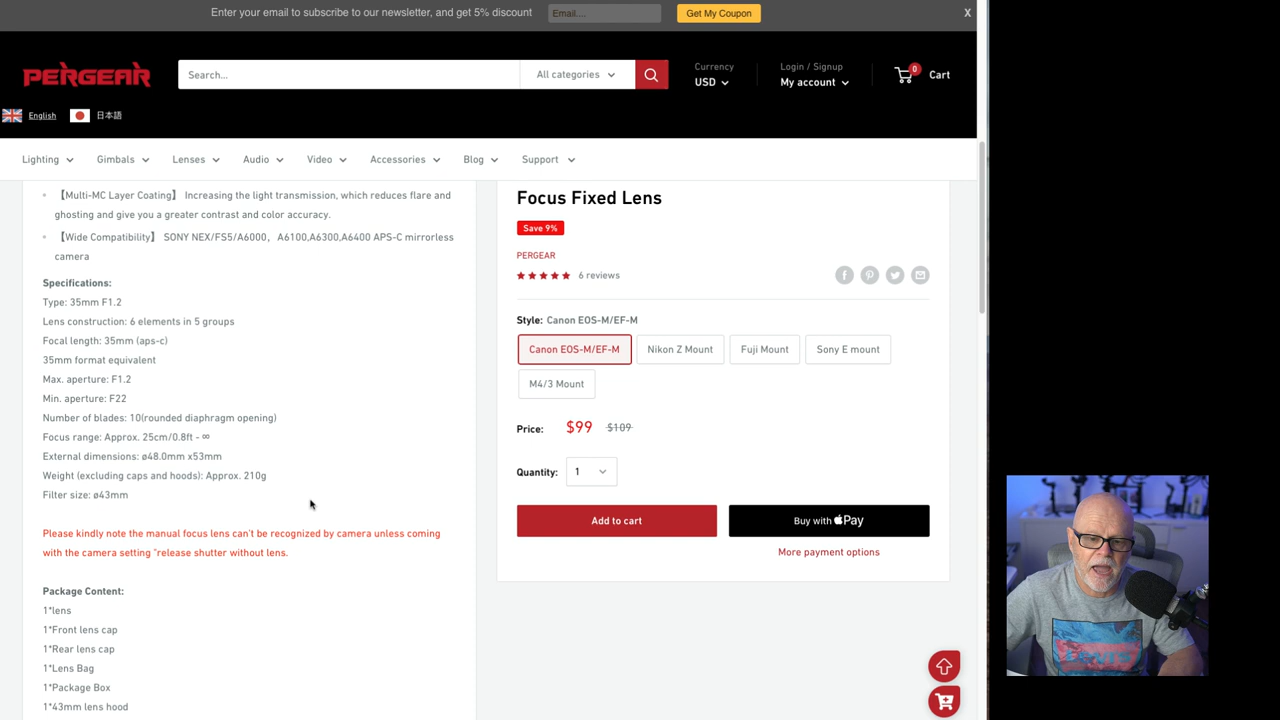 Enter your email to subscribe to our newsletter, and get 5% discount
Email....
Get My Coupon
X
PERGEAR
Search...
All categories
Currency
USD
Login / Signup
My account
0
Cart
English
日本語
Lighting
Gimbals
Lenses
Audio
Video
Accessories
Blog
Support
【Multi-MC Layer Coating】 Increasing the light transmission, which reduces flare and
ghosting and give you a greater contrast and color accuracy.
【Wide Compatibility】 SONY NEX/FS5/A6000， A6100,A6300,A6400 APS-C mirrorless
camera
Specifications:
Type: 35mm F1.2
Lens construction: 6 elements in 5 groups
Focal length: 35mm (aps-c)
35mm format equivalent
Max. aperture: F1.2
Min. aperture: F22
Number of blades: 10(rounded diaphragm opening)
Focus range: Approx. 25cm/0.8ft - ∞
External dimensions: ø48.0mm x53mm
Weight (excluding caps and hoods): Approx. 210g
Filter size: ø43mm
Please kindly note the manual focus lens can't be recognized by camera unless coming
with the camera setting "release shutter without lens.
Package Content:
1*lens
1*Front lens cap
1*Rear lens cap
1*Lens Bag
1*Package Box
1*43mm lens hood
Focus Fixed Lens
Save 9%
PERGEAR
6 reviews
Style: Canon EOS-M/EF-M
Canon EOS-M/EF-M
Nikon Z Mount
Fuji Mount
Sony E mount
M4/3 Mount
Price: $99 $109
Quantity: 1
Add to cart
Buy with Pay
More payment options